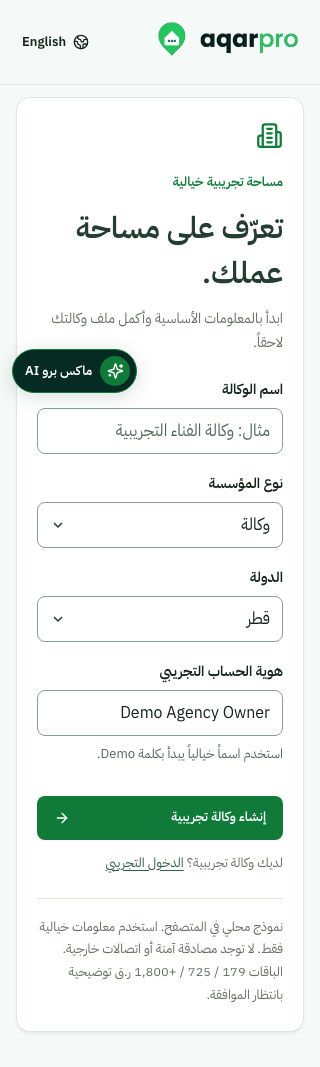 aqarpro
English
مساحة تجريبية خيالية
تعرّف على مساحة
عملك.
ابدأ بالمعلومات الأساسية وأكمل ملف وكالتك
لاحقاً.
ماكس برو AI
اسم الوكالة
مثال: وكالة الفناء التجريبية
نوع المؤسسة
وكالة
الدولة
قطر
هوية الحساب التجريبي
Demo Agency Owner
استخدم اسماً خيالياً يبدأ بكلمة Demo.
إنشاء وكالة تجريبية
لديك وكالة تجريبية؟ الدخول التجريبي
نموذج محلي في المتصفح. استخدم معلومات خيالية
فقط. لا توجد مصادقة آمنة أو اتصالات خارجية.
الباقات 179 / 725 / +1,800 ر.ق توضيحية
بانتظار الموافقة.